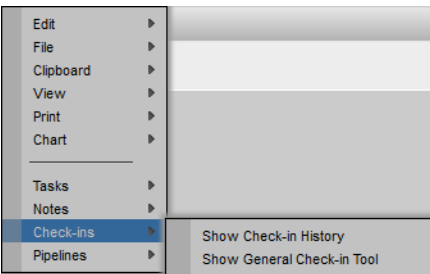 Edit
File
Clipboard
View
Print
Chart
Tasks
Notes
Check-ins
Pipelines
Show Check-in History
Show General Check-in Tool